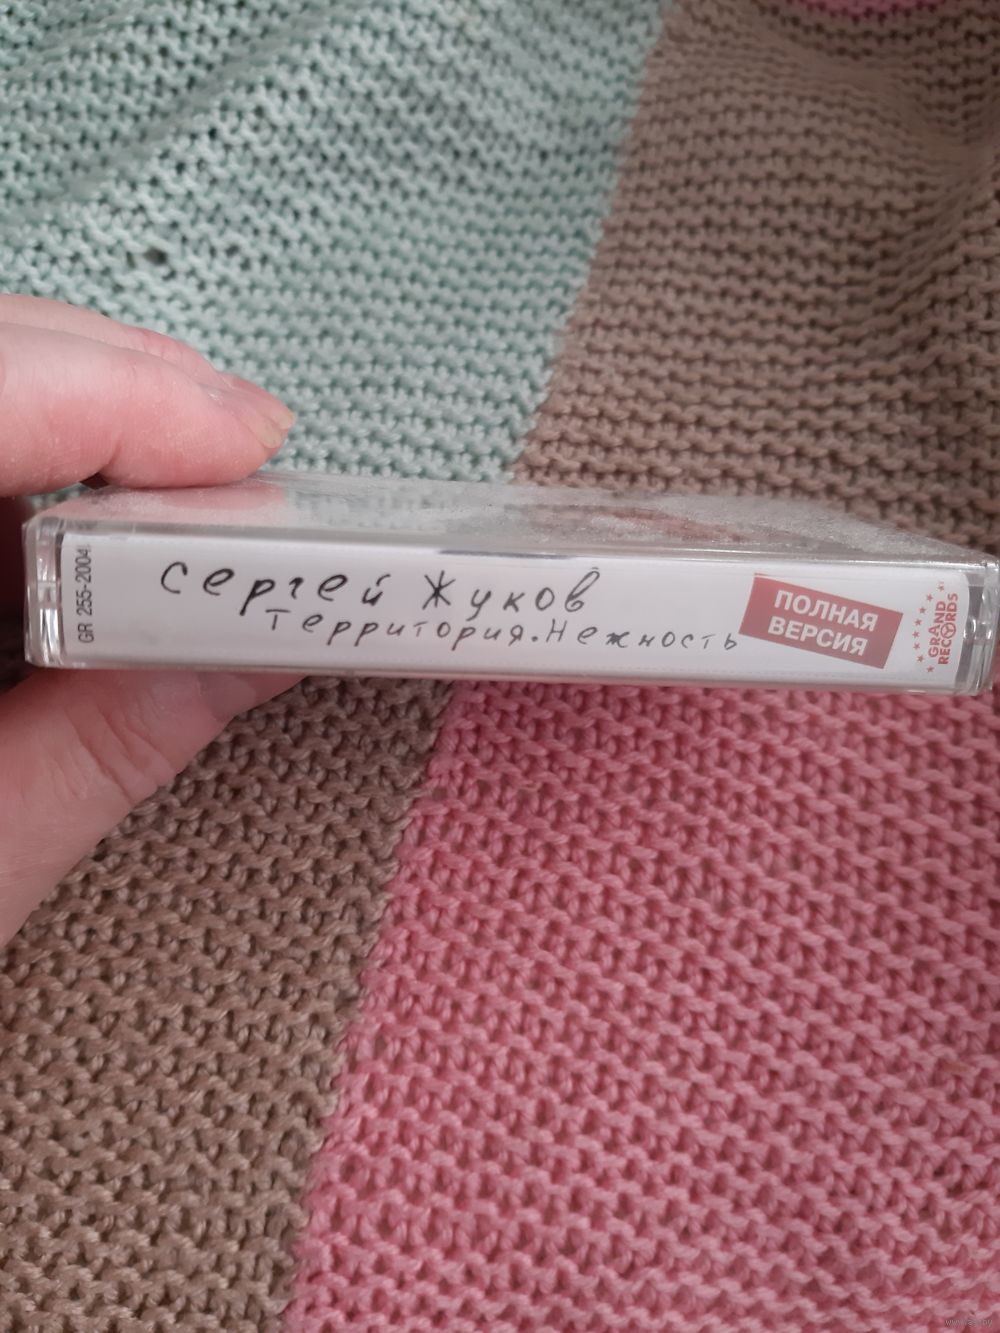 GR 255-2004
Сергей Жуков
Территория.Нежность
ПОЛНАЯ
ВЕРСИЯ
GRAND
RECORDS